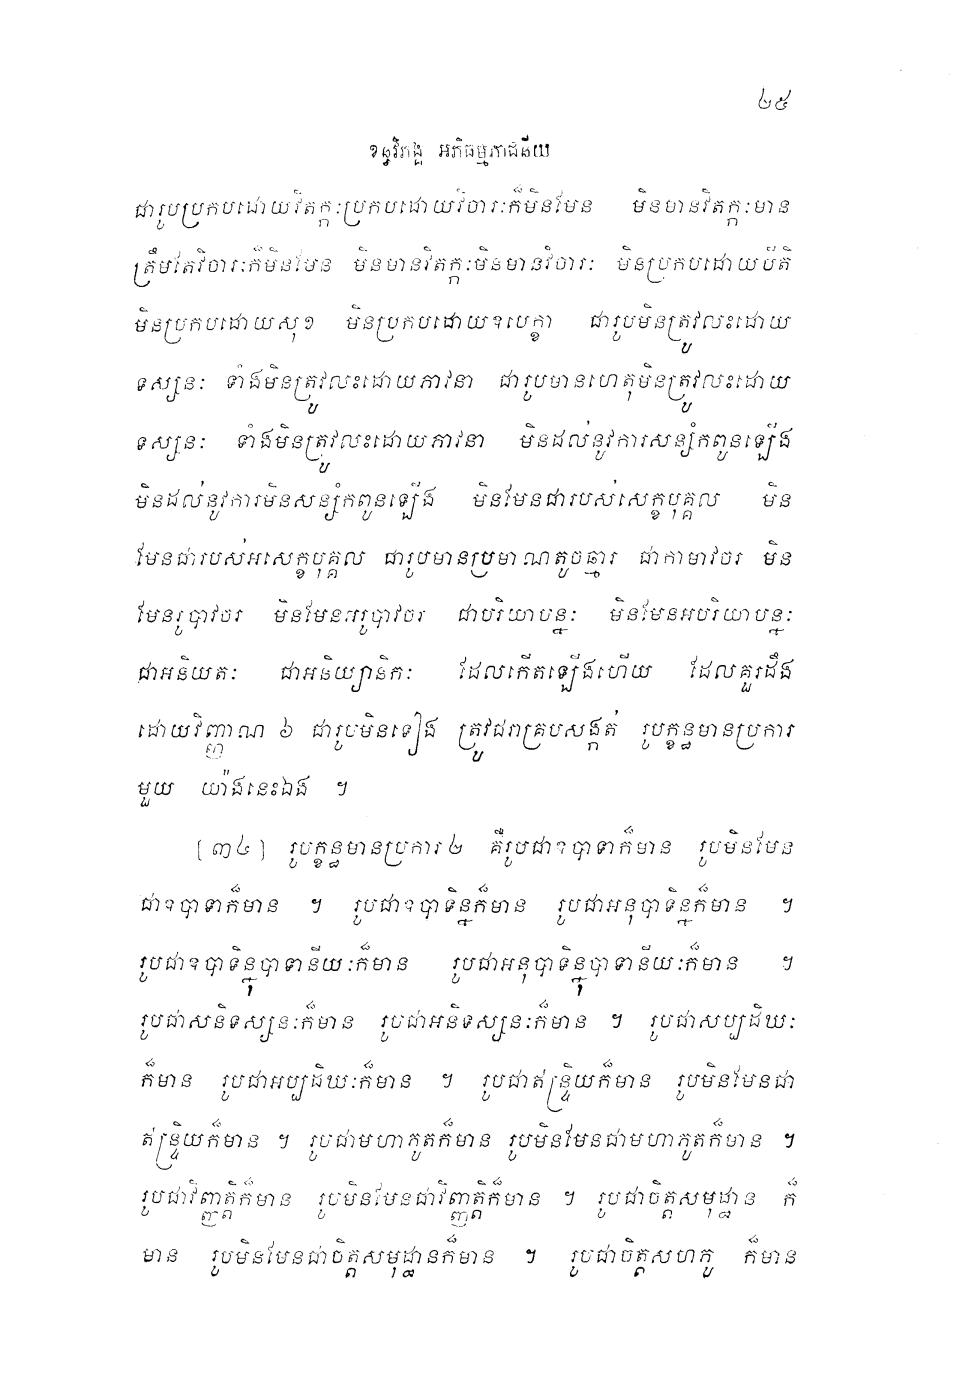 ២៥
ខន្ធវិភង្គ អភិធម្មភាជនីយ
ជារូបប្រកបដោយវិតក្កៈប្រកបដោយវិចារៈក៏មិនមែន មិនមានវិតក្កៈមាន
ត្រឹមតែវិចារៈក៏មិនមែន មិនមានវិតក្កៈមិនមានវិចារៈ មិនប្រកបដោយបីតិ
មិនប្រកបដោយសុខ មិនប្រកបដោយឧបេក្ខា ជារូបមិនត្រូវលះដោយ
ទស្សនៈ ទាំងមិនត្រូវលះដោយភាវនា ជារូបមានហេតុមិនត្រូវលះដោយ
ទស្សនៈ ទាំងមិនត្រូវលះដោយភាវនា មិនដល់នូវការសន្សំកពូនឡើង
មិនដល់នូវការមិនសន្សំកពូនឡើង មិនមែនជារបស់សេក្ខបុគ្គល មិន
មែនជារបស់អសេក្ខបុគ្គល ជារូបមានប្រមាណតូចឆ្មារ ជាកាមាវចរ មិន
មែនរូបាវចរ មិនមែនអរូបាវចរ ជាបរិយាបន្នៈ មិនមែនអបរិយាបន្នៈ
ជាអនិយតៈ ជាអនិយ្យានិកៈ ដែលកើតឡើងហើយ ដែលគួរដឹង
ដោយវិញ្ញាណ ៦ ជារូបមិនទៀង ត្រូវជរាគ្របសង្កត់ រូបក្ខន្ធមានប្រការ
មួយ យ៉ាងនេះឯង ។
[៣៤] រូបក្ខន្ធមានប្រការ២ គឺរូបជាឧបាទាក៏មាន រូបមិនមែន
ជាឧបាទាក៏មាន ។ រូបជាឧបាទិន្នក៏មាន រូបជាអនុបាទិន្នក៏មាន ។
រូបជាឧបាទិន្នុបាទានីយៈក៏មាន រូបជាអនុបាទិន្នុបាទានីយៈក៏មាន ។
រូបជាសនិទស្សនៈក៏មាន រូបជាអនិទស្សនៈក៏មាន ។ រូបជាសប្បដិឃៈ
ក៏មាន រូបជាអប្បដិឃៈក៏មាន ។ រូបជាឥន្ទ្រិយក៏មាន រូបមិនមែនជា
ឥន្ទ្រិយក៏មាន ។ រូបជាមហាភូតក៏មាន រូបមិនមែនជាមហាភូតក៏មាន ។
រូបជាវិញ្ញត្តិក៏មាន រូបមិនមែនជាវិញ្ញត្តិក៏មាន ។ រូបជាចិត្តសមុដ្ឋាន ក៏
មាន រូបមិនមែនជាចិត្តសមុដ្ឋានក៏មាន ។ រូបជាចិត្តសហភូ ក៏មាន